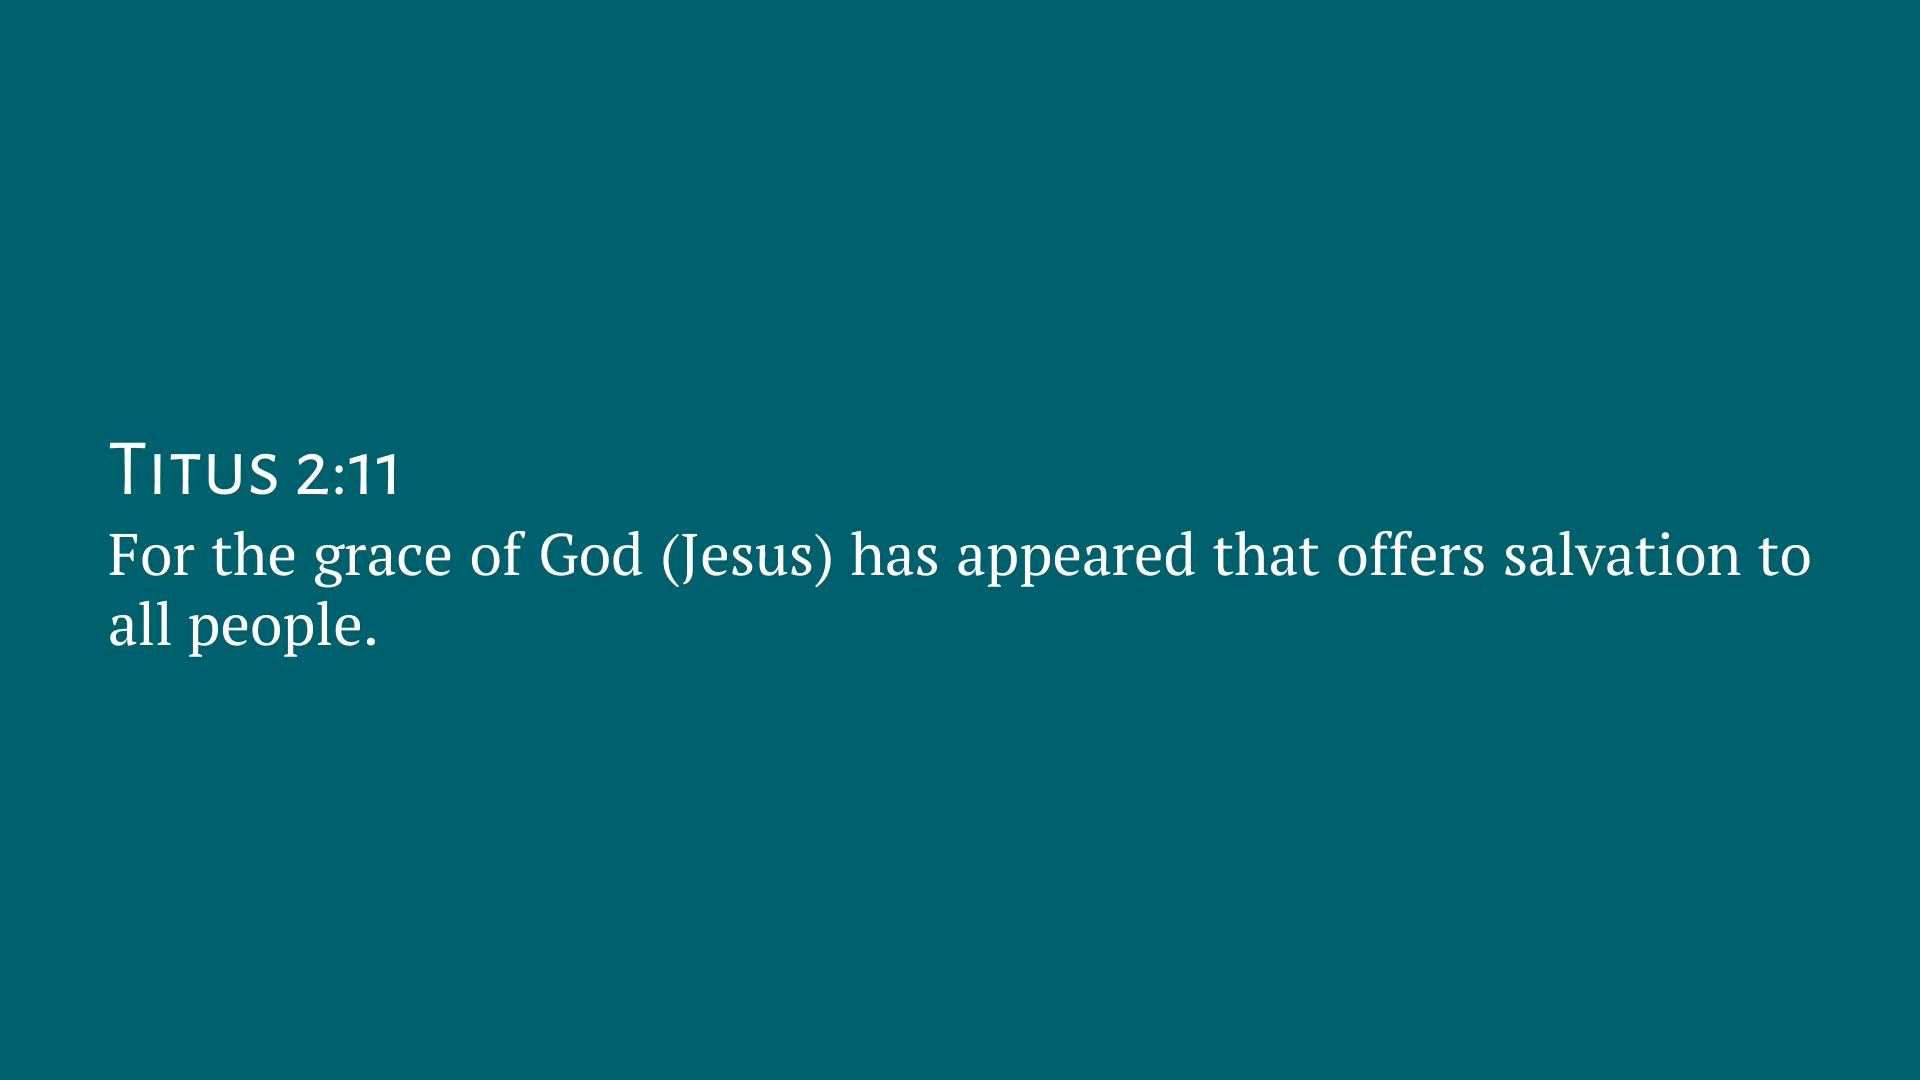 Titus 2:11
For the grace of God (Jesus) has appeared that offers salvation to
all people.